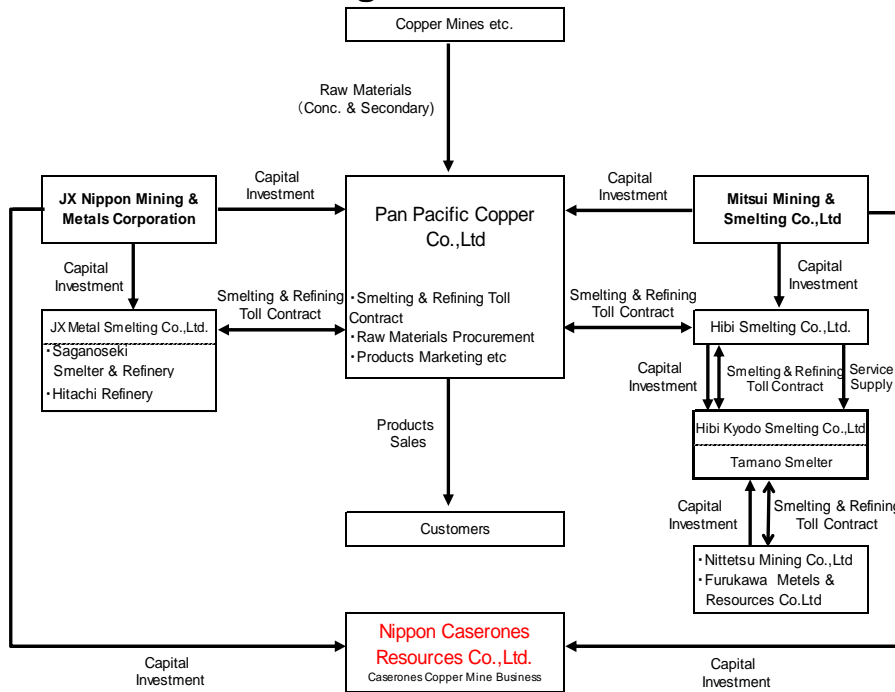 Copper Mines etc.
Raw Materials
(Conc. & Secondary)
JX Nippon Mining &
Metals Corporation
Capital
Investment
Pan Pacific Copper
Co.,Ltd
・Smelting & Refining Toll
Contract
・Raw Materials Procurement
・Products Marketing etc
Capital
Investment
Mitsui Mining &
Smelting Co.,Ltd
Capital
Investment
Smelting & Refining
Toll Contract
Smelting & Refining
Toll Contract
Capital
Investment
JX Metal Smelting Co.,Ltd.
・Saganoseki
Smelter & Refinery
・Hitachi Refinery
Hibi Smelting Co.,Ltd.
Capital
Investment
Smelting & Refining
Toll Contract
Service
Supply
Products
Sales
Hibi Kyodo Smelting Co.,Ltd
Tamano Smelter
Customers
Capital
Investment
Smelting & Refining
Toll Contract
・Nittetsu Mining Co.,Ltd
・Furukawa Metels &
Resources Co.Ltd
Nippon Caserones
Resources Co.,Ltd.
Caserones Copper Mine Business
Capital
Investment
Capital
Investment